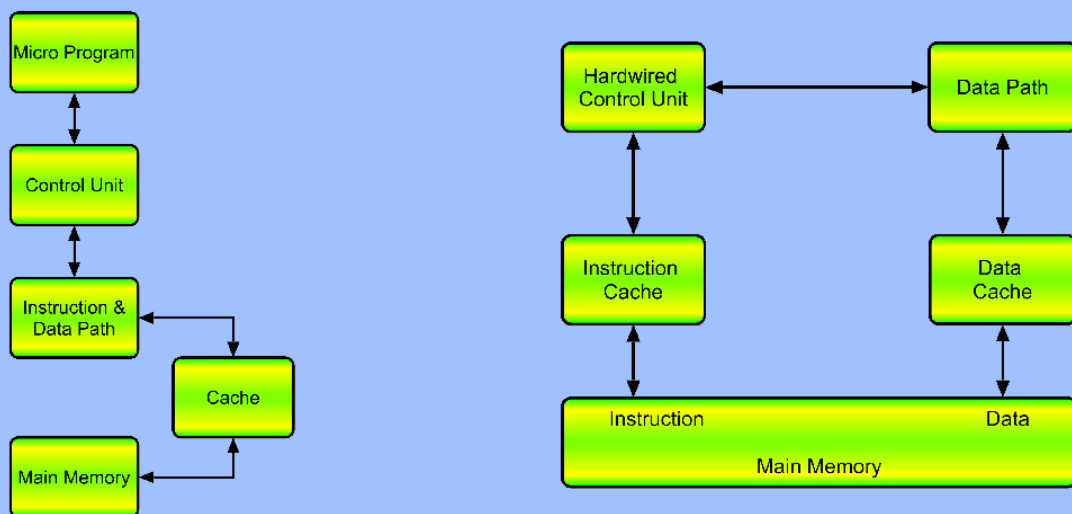 Micro Program
Control Unit
Instruction &
Data Path
Cache
Main Memory
Hardwired
Control Unit
Data Path
Instruction
Cache
Data
Cache
Instruction
Data
Main Memory